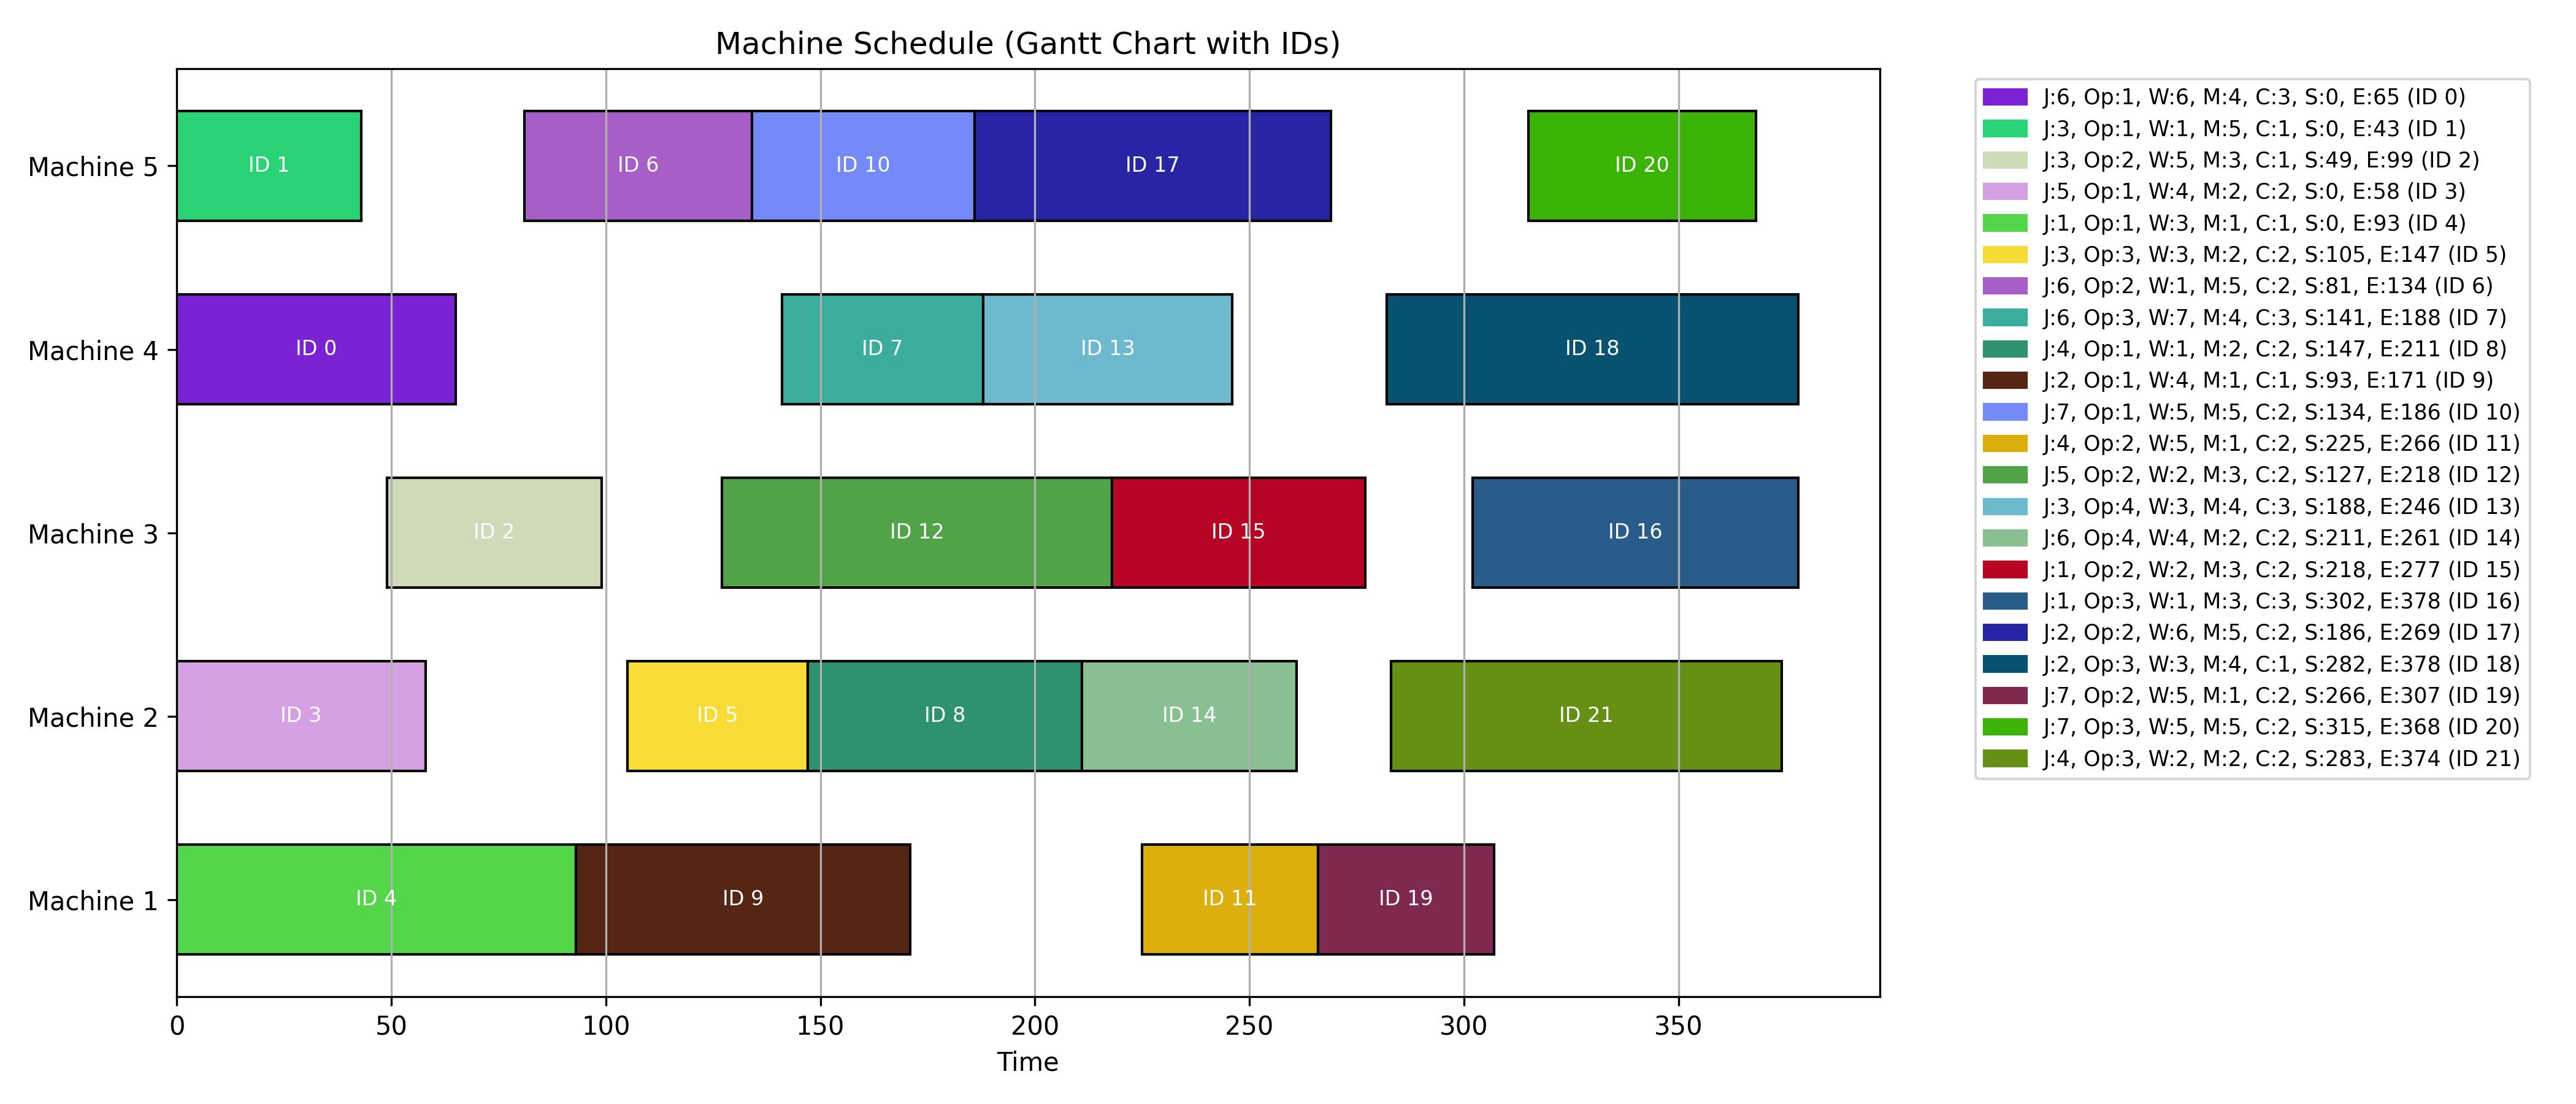 Machine Schedule (Gantt Chart with IDs)
Machine 5
ID 1
ID 6
ID 10
ID 17
ID 20
Machine 4
ID 0
ID 7
ID 13
ID 18
Machine 3
ID 2
ID 12
ID 15
ID 16
Machine 2
ID 3
ID 5
ID 8
ID 14
ID 21
Machine 1
ID 4
ID 9
ID 11
ID 19
0 50 100 150 200 250 300 350
Time
J:6, Op:1, W:6, M:4, C:3, S:0, E:65 (ID 0)
J:3, Op:1, W:1, M:5, C:1, S:0, E:43 (ID 1)
J:3, Op:2, W:5, M:3, C:1, S:49, E:99 (ID 2)
J:5, Op:1, W:4, M:2, C:2, S:0, E:58 (ID 3)
J:1, Op:1, W:3, M:1, C:1, S:0, E:93 (ID 4)
J:3, Op:3, W:3, M:2, C:2, S:105, E:147 (ID 5)
J:6, Op:2, W:1, M:5, C:2, S:81, E:134 (ID 6)
J:6, Op:3, W:7, M:4, C:3, S:141, E:188 (ID 7)
J:4, Op:1, W:1, M:2, C:2, S:147, E:211 (ID 8)
J:2, Op:1, W:4, M:1, C:1, S:93, E:171 (ID 9)
J:7, Op:1, W:5, M:5, C:2, S:134, E:186 (ID 10)
J:4, Op:2, W:5, M:1, C:2, S:225, E:266 (ID 11)
J:5, Op:2, W:2, M:3, C:2, S:127, E:218 (ID 12)
J:3, Op:4, W:3, M:4, C:3, S:188, E:246 (ID 13)
J:6, Op:4, W:4, M:2, C:2, S:211, E:261 (ID 14)
J:1, Op:2, W:2, M:3, C:2, S:218, E:277 (ID 15)
J:1, Op:3, W:1, M:3, C:3, S:302, E:378 (ID 16)
J:2, Op:2, W:6, M:5, C:2, S:186, E:269 (ID 17)
J:2, Op:3, W:3, M:4, C:1, S:282, E:378 (ID 18)
J:7, Op:2, W:5, M:1, C:2, S:266, E:307 (ID 19)
J:7, Op:3, W:5, M:5, C:2, S:315, E:368 (ID 20)
J:4, Op:3, W:2, M:2, C:2, S:283, E:374 (ID 21)